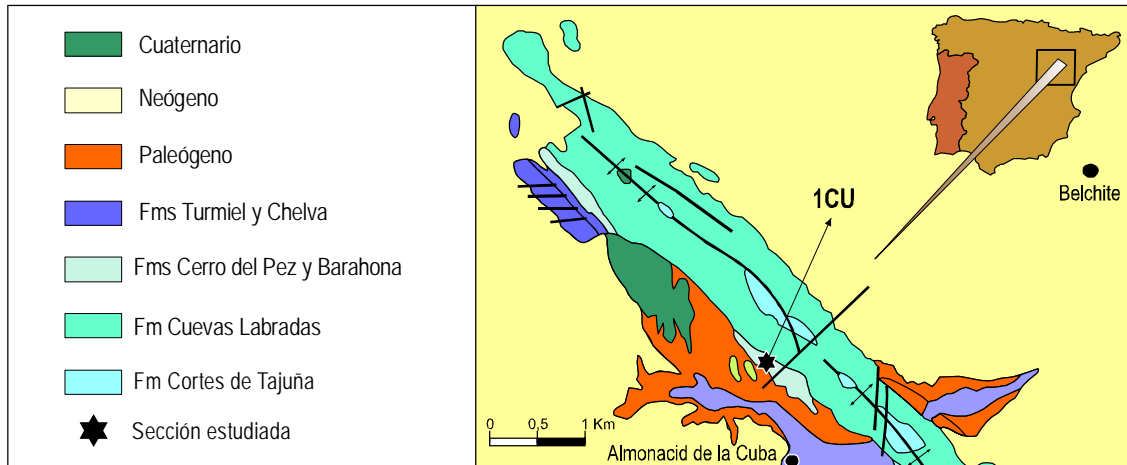 Cuaternario
Neógeno
Paleógeno
Fms Turmiel y Chelva
Fms Cerro del Pez y Barahona
Fm Cuevas Labradas
Fm Cortes de Tajuña
Sección estudiada
1CU
Belchite
0 0,5 1 Km
Almonacid de la Cuba